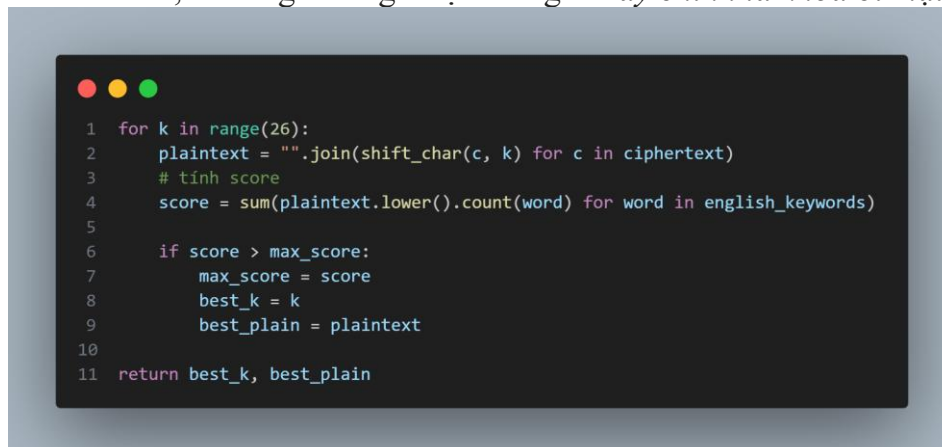 1 for k in range(26):
2     plaintext = "".join(shift_char(c, k) for c in ciphertext)
3     # tính score
4     score = sum(plaintext.lower().count(word) for word in english_keywords)
5
6     if score > max_score:
7         max_score = score
8         best_k = k
9         best_plain = plaintext
10
11 return best_k, best_plain